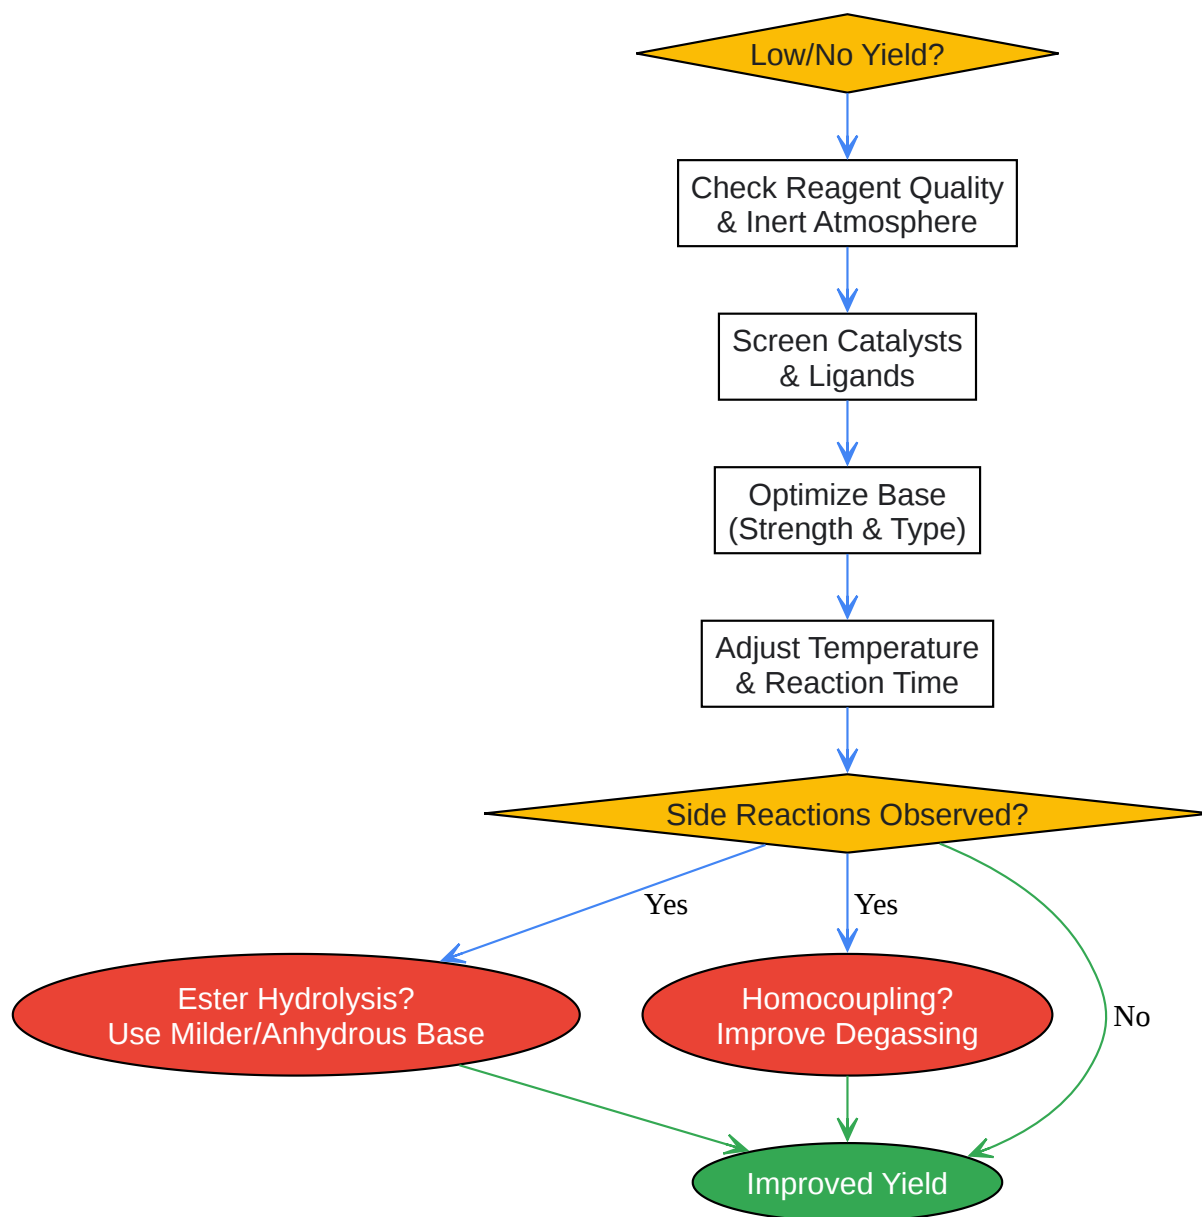 Low/No Yield?
Check Reagent Quality
& Inert Atmosphere
Screen Catalysts
& Ligands
Optimize Base
(Strength & Type)
Adjust Temperature
& Reaction Time
Side Reactions Observed?
Yes
Yes
Ester Hydrolysis?
Use Milder/Anhydrous Base
Homocoupling?
Improve Degassing
No
Improved Yield